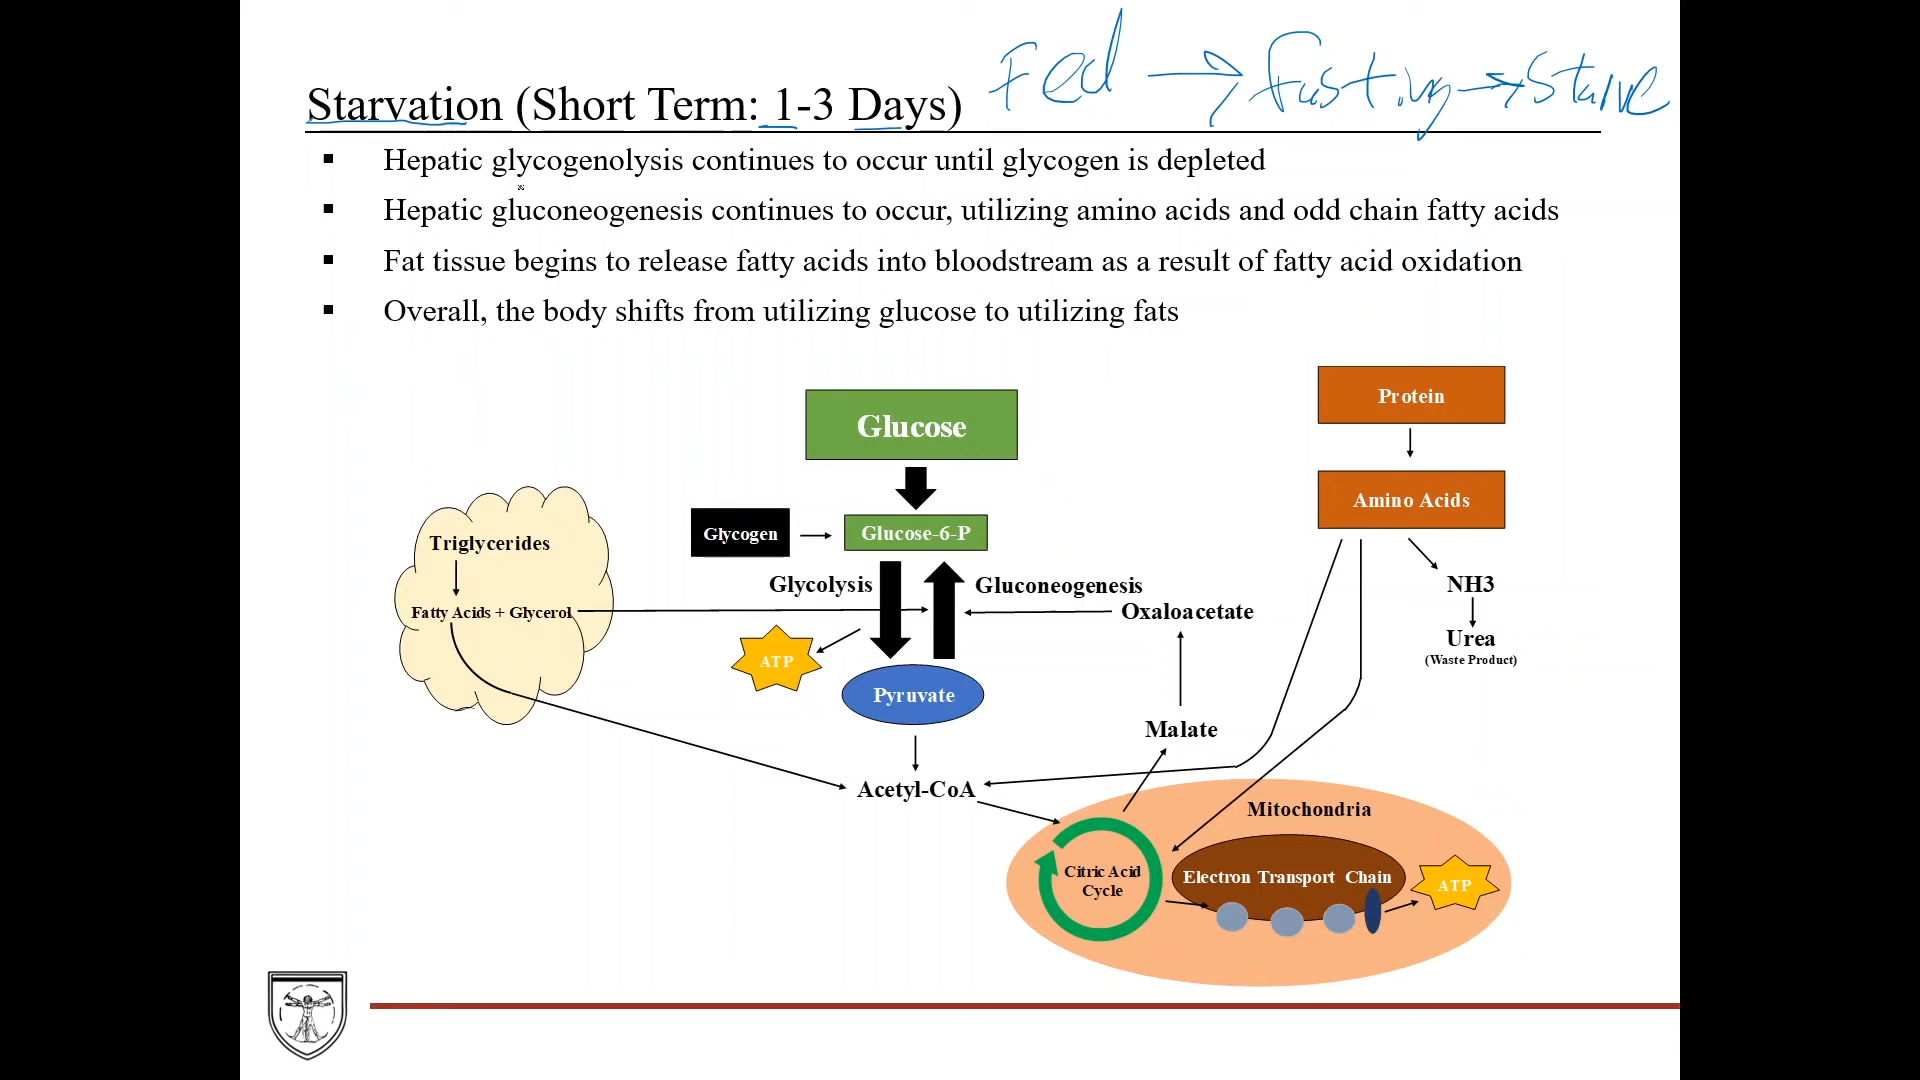 Fed → Fasting → Starve
Starvation (Short Term: 1-3 Days)
▪ Hepatic glycogenolysis continues to occur until glycogen is depleted
▪ Hepatic gluconeogenesis continues to occur, utilizing amino acids and odd chain fatty acids
▪ Fat tissue begins to release fatty acids into bloodstream as a result of fatty acid oxidation
▪ Overall, the body shifts from utilizing glucose to utilizing fats
Protein
Glucose
Amino Acids
Glycogen
Glucose-6-P
Triglycerides
Glycolysis
Gluconeogenesis
NH3
Fatty Acids + Glycerol
Oxaloacetate
Urea
(Waste Product)
ATP
Pyruvate
Malate
Acetyl-CoA
Mitochondria
Citric Acid
Cycle
Electron Transport Chain
ATP